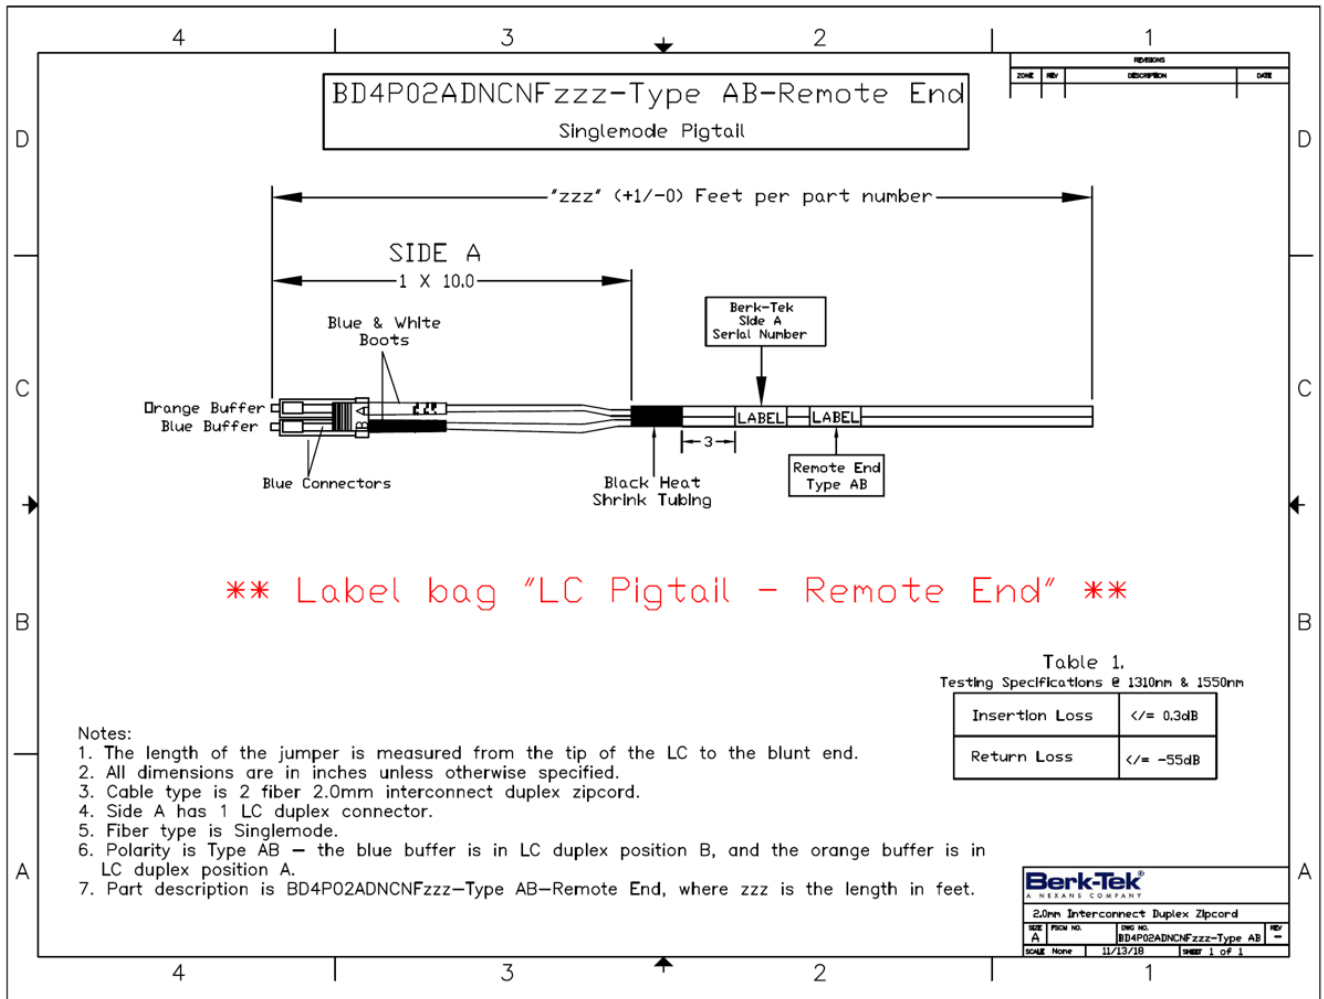 4 3 2 1
REVISIONS
ZONE REV DESCRIPTION DATE
BD4P02ADNCNFzzz-Type AB-Remote End
Singlemode Pigtail
D D
"zzz" (+1/-0) Feet per part number
SIDE A
1 X 10.0
Berk-Tek
Side A
Serial Number
Blue & White
Boots
C C
Orange Buffer
Blue Buffer
A
B
LABEL LABEL
3
Blue Connectors
Black Heat
Shrink Tubing
Remote End
Type AB
** Label bag "LC Pigtail - Remote End" **
B B
Table 1.
Testing Specifications @ 1310nm & 1550nm
Insertion Loss </= 0.3dB
Return Loss </= -55dB
Notes:
1. The length of the jumper is measured from the tip of the LC to the blunt end.
2. All dimensions are in inches unless otherwise specified.
3. Cable type is 2 fiber 2.0mm interconnect duplex zipcord.
4. Side A has 1 LC duplex connector.
5. Fiber type is Singlemode.
6. Polarity is Type AB – the blue buffer is in LC duplex position B, and the orange buffer is in
LC duplex position A.
7. Part description is BD4P02ADNCNFzzz-Type AB-Remote End, where zzz is the length in feet.
A A
Berk-Tek
A NEXANS COMPANY
2.0mm Interconnect Duplex Zipcord
SIZE FSCM NO. DWG NO. REV
A BD4P02ADNCNFzzz-Type AB -
SCALE None 11/13/18 SHEET 1 of 1
4 3 2 1